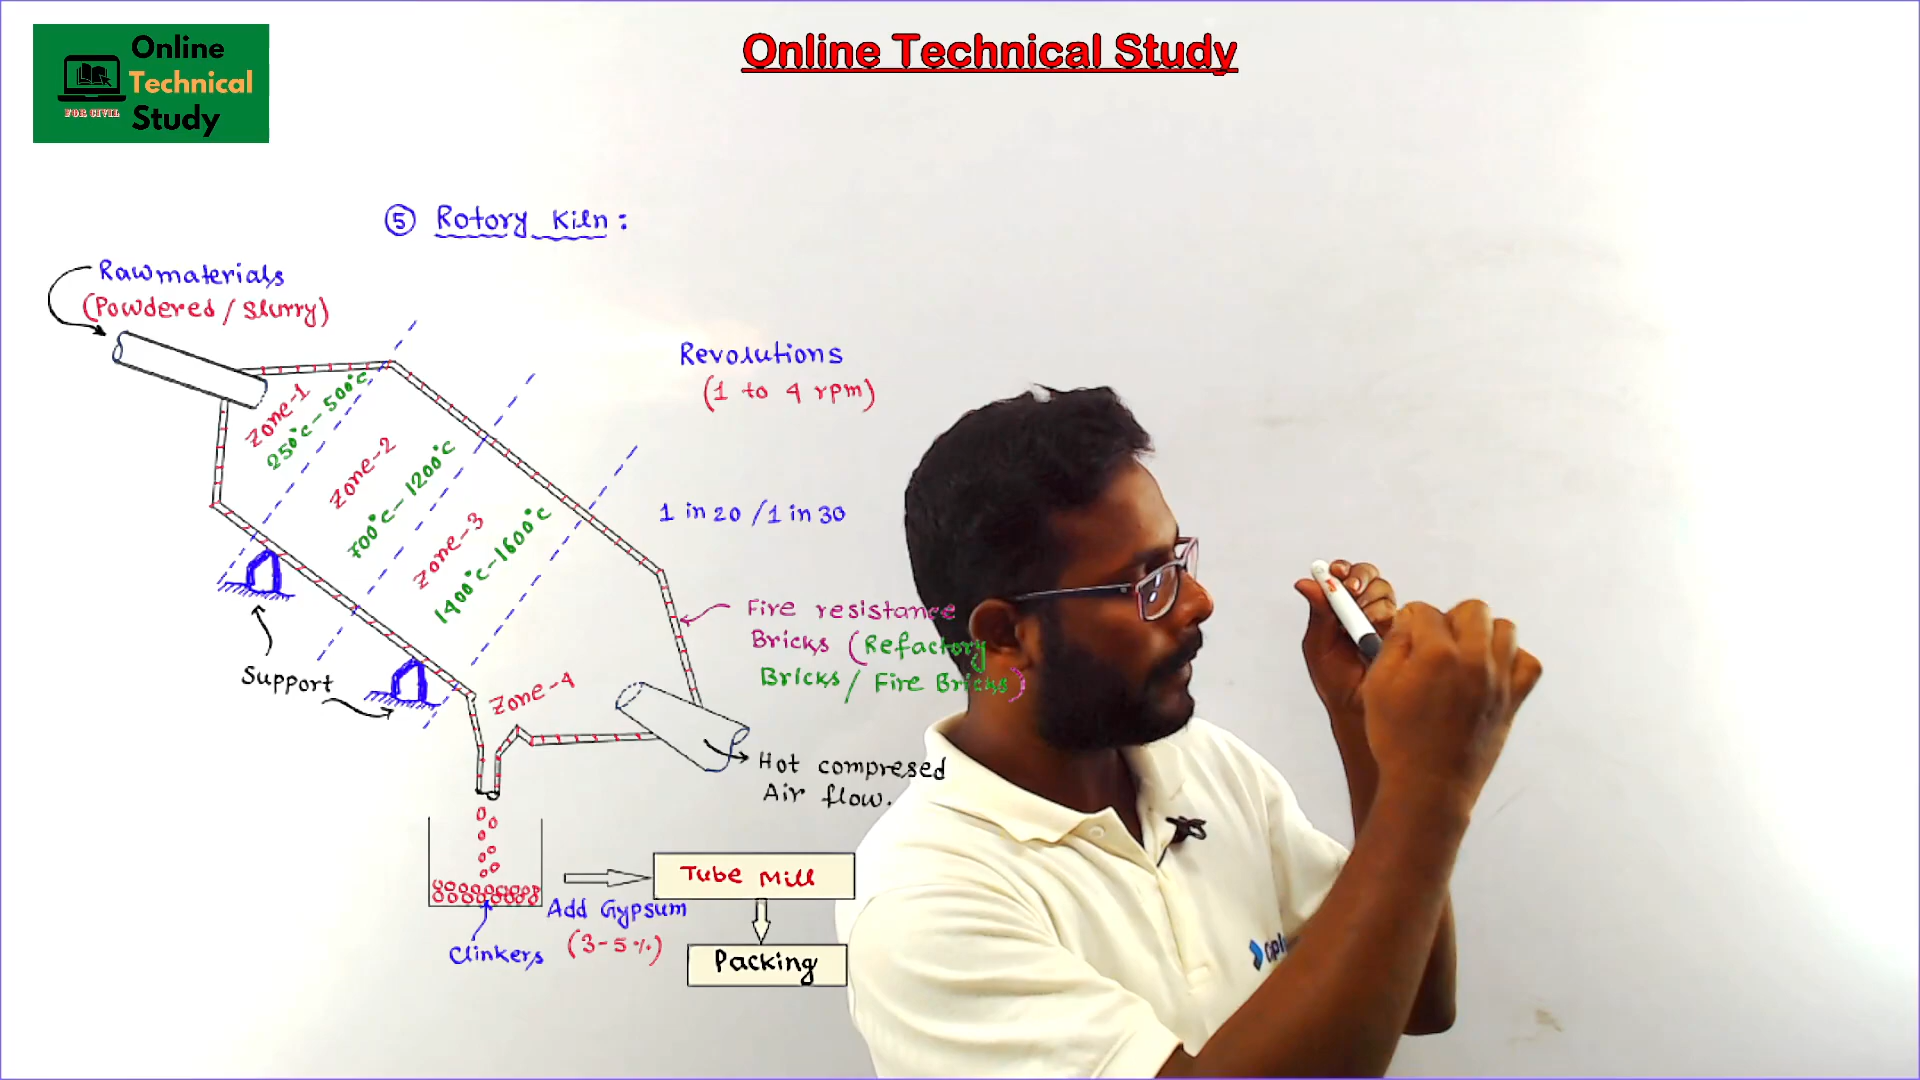 Online
Technical
Study
FOR CIVIL
Online Technical Study
5 Rotory Kiln:
Rawmaterials
(Powdered / Slurry)
Zone-1
250°c-500°c
Zone-2
700°c-1200°c
Zone-3
1400°c-1600°c
Zone-4
Revolutions
(1 to 4 rpm)
1 in 20 / 1 in 30
Fire resistance
Bricks (Refactory
Bricks / Fire Bricks)
Support
Hot compresed
Air flow.
Tube Mill
Add Gypsum
(3-5%)
Clinkers
Packing